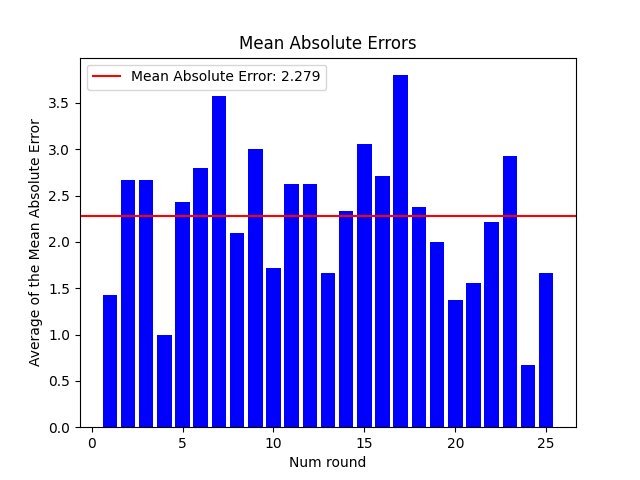 Mean Absolute Errors
Mean Absolute Error: 2.279
Average of the Mean Absolute Error
3.5
3.0
2.5
2.0
1.5
1.0
0.5
0.0
0 5 10 15 20 25
Num round